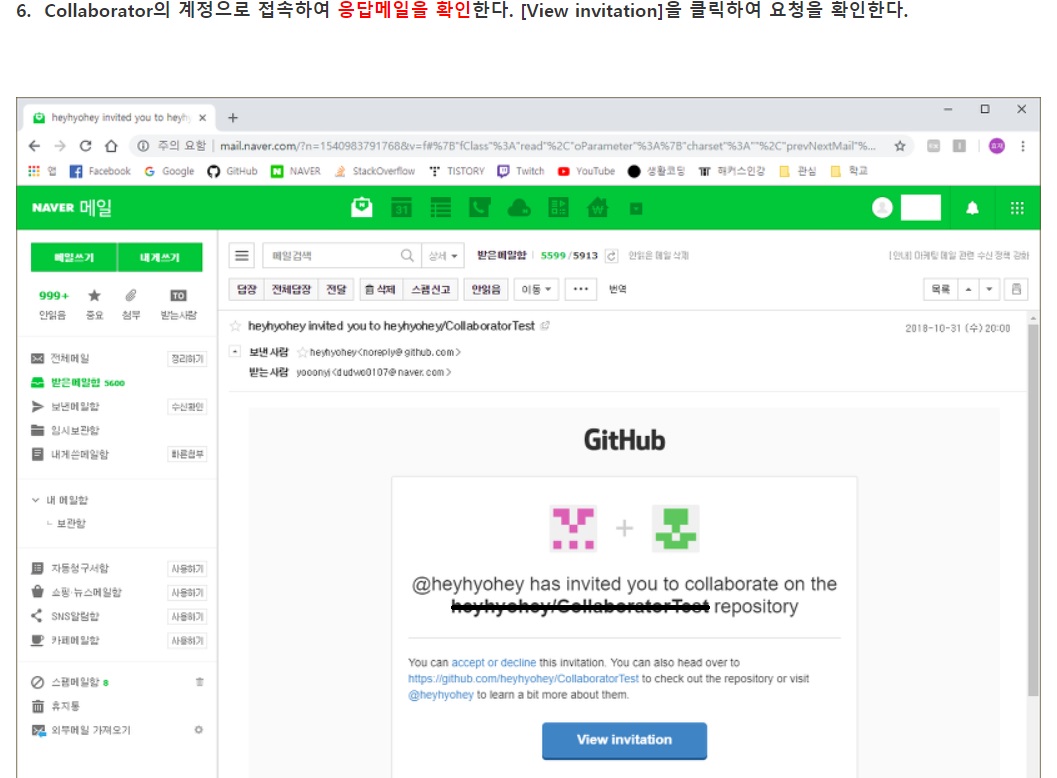 6. Collaborator의 계정으로 접속하여 응답메일을 확인한다. [View invitation]을 클릭하여 요청을 확인한다.
heyhyohey invited you to heyh
주의 요함 | mail.naver.com/?n=1540983791768&v=f#%7B"fClass"%3A"read"%2C"oParameter"%3A%7B"charset"%3A""%2C"prevNextMail"%...
앱 Facebook Google GitHub NAVER StackOverflow TISTORY Twitch YouTube 생활코딩 해커스인강 관심 학교
NAVER 메일
31
메일쓰기 내게쓰기
메일검색 상세 받은메일함 5599/5913 안읽은 메일 삭제
[안내] 마케팅 메일 관련 수신 정책 강화
999+ TO
안읽음 중요 첨부 받는사람
답장 전체답장 전달 삭제 스팸신고 안읽음 이동 ··· 번역 목록
heyhyohey invited you to heyhyohey/CollaboratorTest
2018-10-31 (수) 20:00
보낸 사람 heyhyohey<noreply@github.com>
받는 사람 yooonyi<dudwo0107@naver.com>
전체메일 정리하기
받은메일함 5600
보낸메일함 수신확인
임시보관함
내게쓴메일함 파일첨부
내 메일함
보관함
자동청구서함 사용하기
쇼핑·뉴스메일함 사용하기
SNS알림함 사용하기
카페메일함 사용하기
스팸메일함 8
휴지통
외부메일 가져오기
GitHub
@heyhyohey has invited you to collaborate on the
heyhyohey/CollaboratorTest repository
You can accept or decline this invitation. You can also head over to
https://github.com/heyhyohey/CollaboratorTest to check out the repository or visit
@heyhyohey to learn a bit more about them.
View invitation